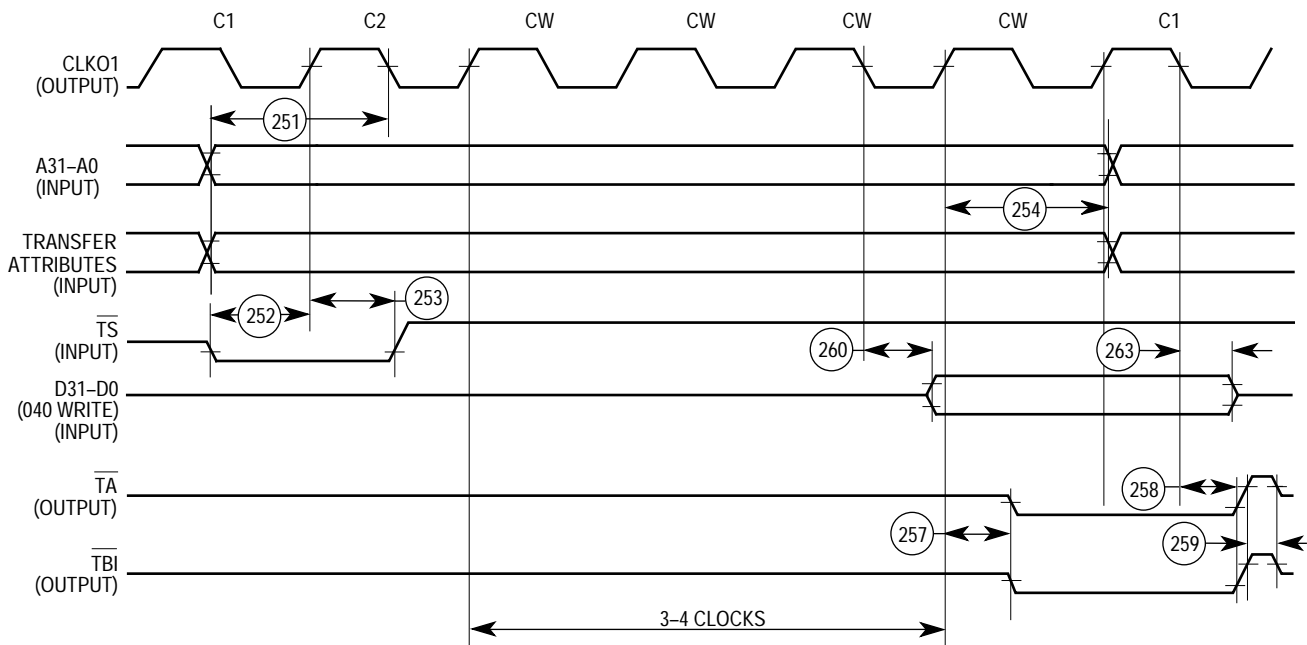 C1 C2 CW CW CW CW C1
CLKO1
(OUTPUT)
251
A31–A0
(INPUT)
254
TRANSFER
ATTRIBUTES
(INPUT)
252
253
TS
(INPUT)
260
263
D31–D0
(040 WRITE)
(INPUT)
TA
(OUTPUT)
258
257
259
TBI
(OUTPUT)
3–4 CLOCKS